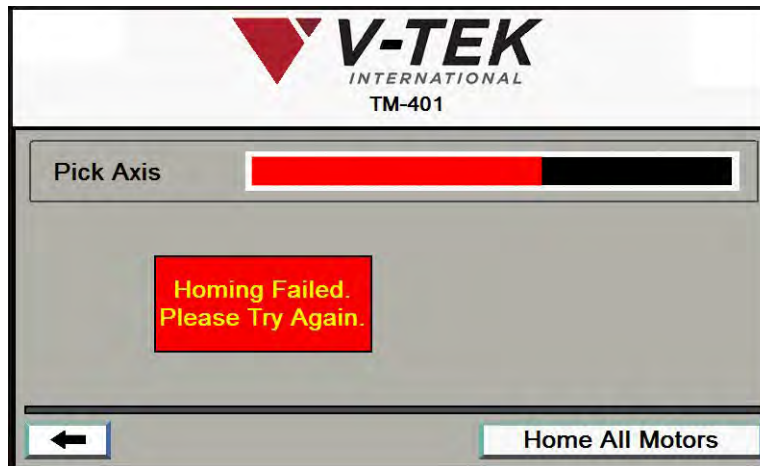 V-TEK
INTERNATIONAL
TM-401
Pick Axis
Homing Failed.
Please Try Again.
Home All Motors